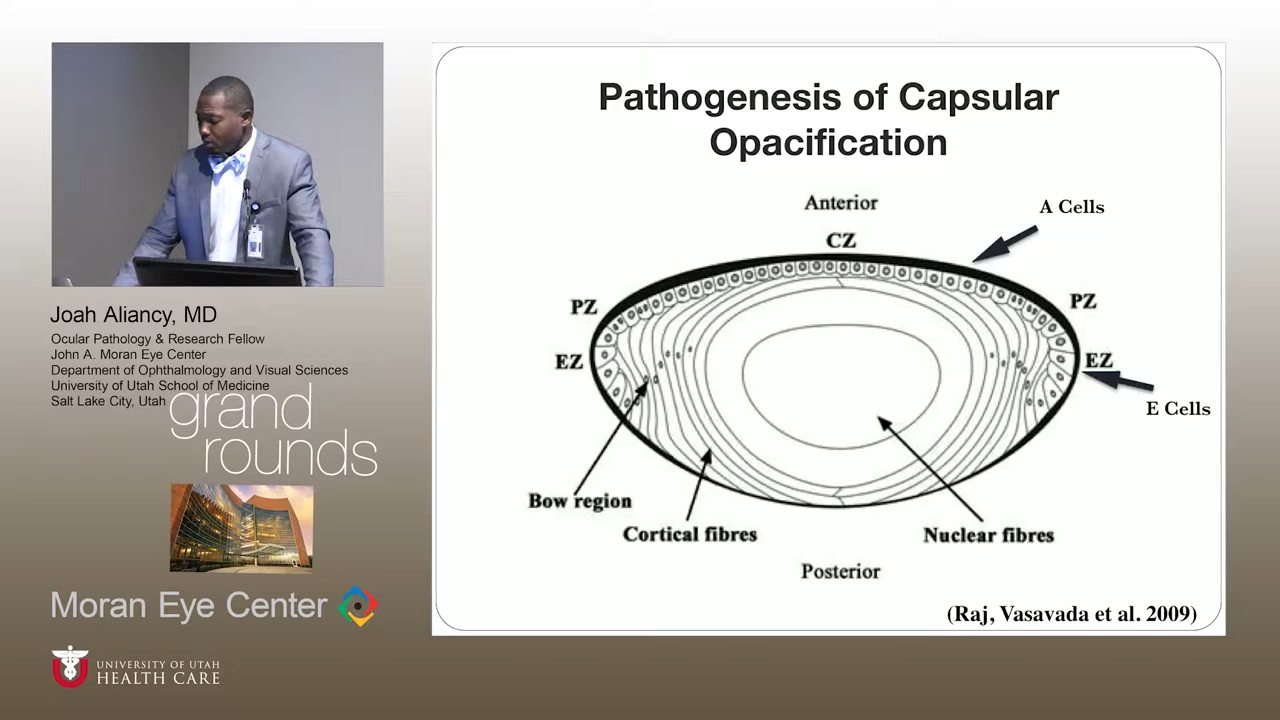 Pathogenesis of Capsular
Opacification
Anterior
A Cells
CZ
PZ
PZ
EZ
EZ
E Cells
Bow region
Cortical fibres
Nuclear fibres
Posterior
(Raj, Vasavada et al. 2009)
Joah Aliancy, MD
Ocular Pathology & Research Fellow
John A. Moran Eye Center
Department of Ophthalmology and Visual Sciences
University of Utah School of Medicine
Salt Lake City, Utah
grand
rounds
Moran Eye Center
UNIVERSITY OF UTAH
HEALTH CARE